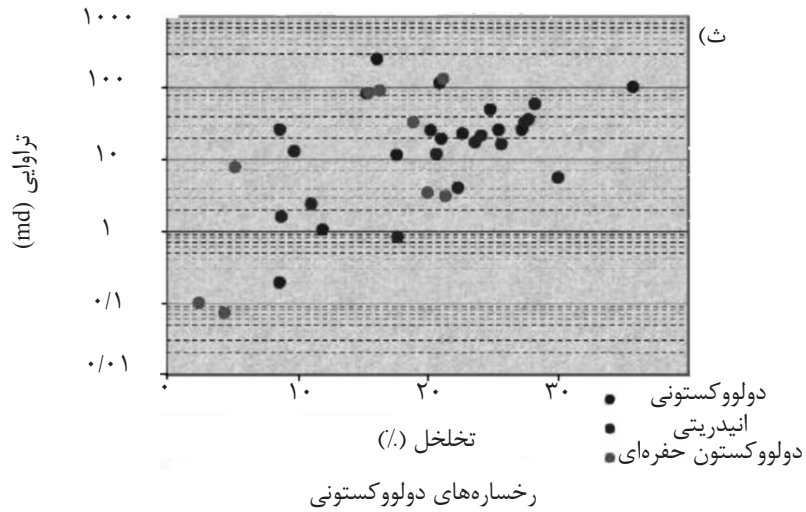 ث)
۱۰۰۰
۱۰۰
۱۰
۱
۰/۱
۰/۰۱
تراوایی (md)
۰ ۱۰ ۲۰ ۳۰
تخلخل (٪)
دولووکستونی
انیدریتی
دولووکستون حفره‌ای
رخساره‌های دولووکستونی